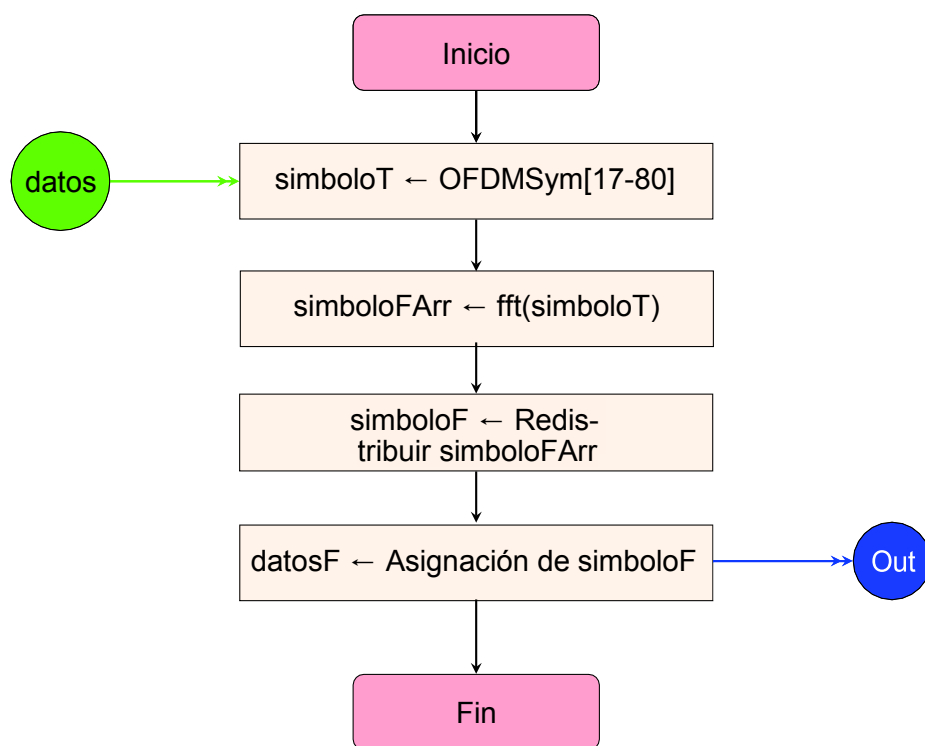 Inicio
datos
simboloT ← OFDMSym[17-80]
simboloFArr ← fft(simboloT)
simboloF ← Redis-
tribuir simboloFArr
datosF ← Asignación de simboloF
Out
Fin